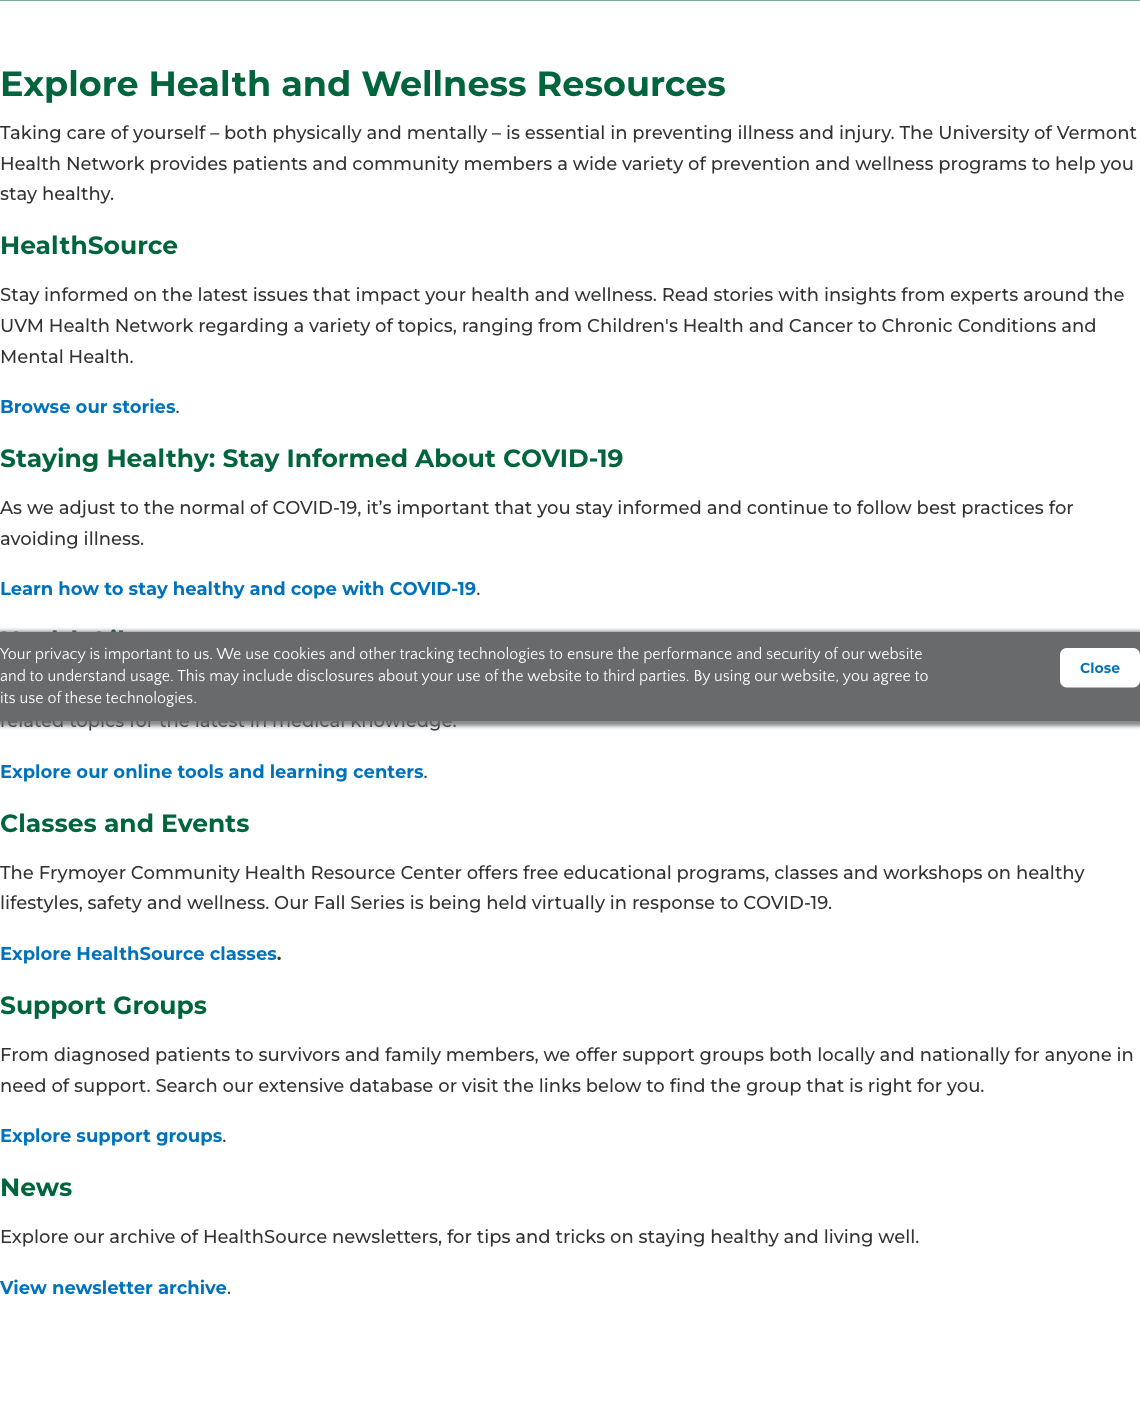 Explore Health and Wellness Resources
Taking care of yourself – both physically and mentally – is essential in preventing illness and injury. The University of Vermont
Health Network provides patients and community members a wide variety of prevention and wellness programs to help you
stay healthy.
HealthSource
Stay informed on the latest issues that impact your health and wellness. Read stories with insights from experts around the
UVM Health Network regarding a variety of topics, ranging from Children's Health and Cancer to Chronic Conditions and
Mental Health.
Browse our stories.
Staying Healthy: Stay Informed About COVID-19
As we adjust to the normal of COVID-19, it’s important that you stay informed and continue to follow best practices for
avoiding illness.
Learn how to stay healthy and cope with COVID-19.
Your privacy is important to us. We use cookies and other tracking technologies to ensure the performance and security of our website
and to understand usage. This may include disclosures about your use of the website to third parties. By using our website, you agree to
its use of these technologies.
Close
related topics for the latest in medical knowledge.
Explore our online tools and learning centers.
Classes and Events
The Frymoyer Community Health Resource Center offers free educational programs, classes and workshops on healthy
lifestyles, safety and wellness. Our Fall Series is being held virtually in response to COVID-19.
Explore HealthSource classes.
Support Groups
From diagnosed patients to survivors and family members, we offer support groups both locally and nationally for anyone in
need of support. Search our extensive database or visit the links below to find the group that is right for you.
Explore support groups.
News
Explore our archive of HealthSource newsletters, for tips and tricks on staying healthy and living well.
View newsletter archive.